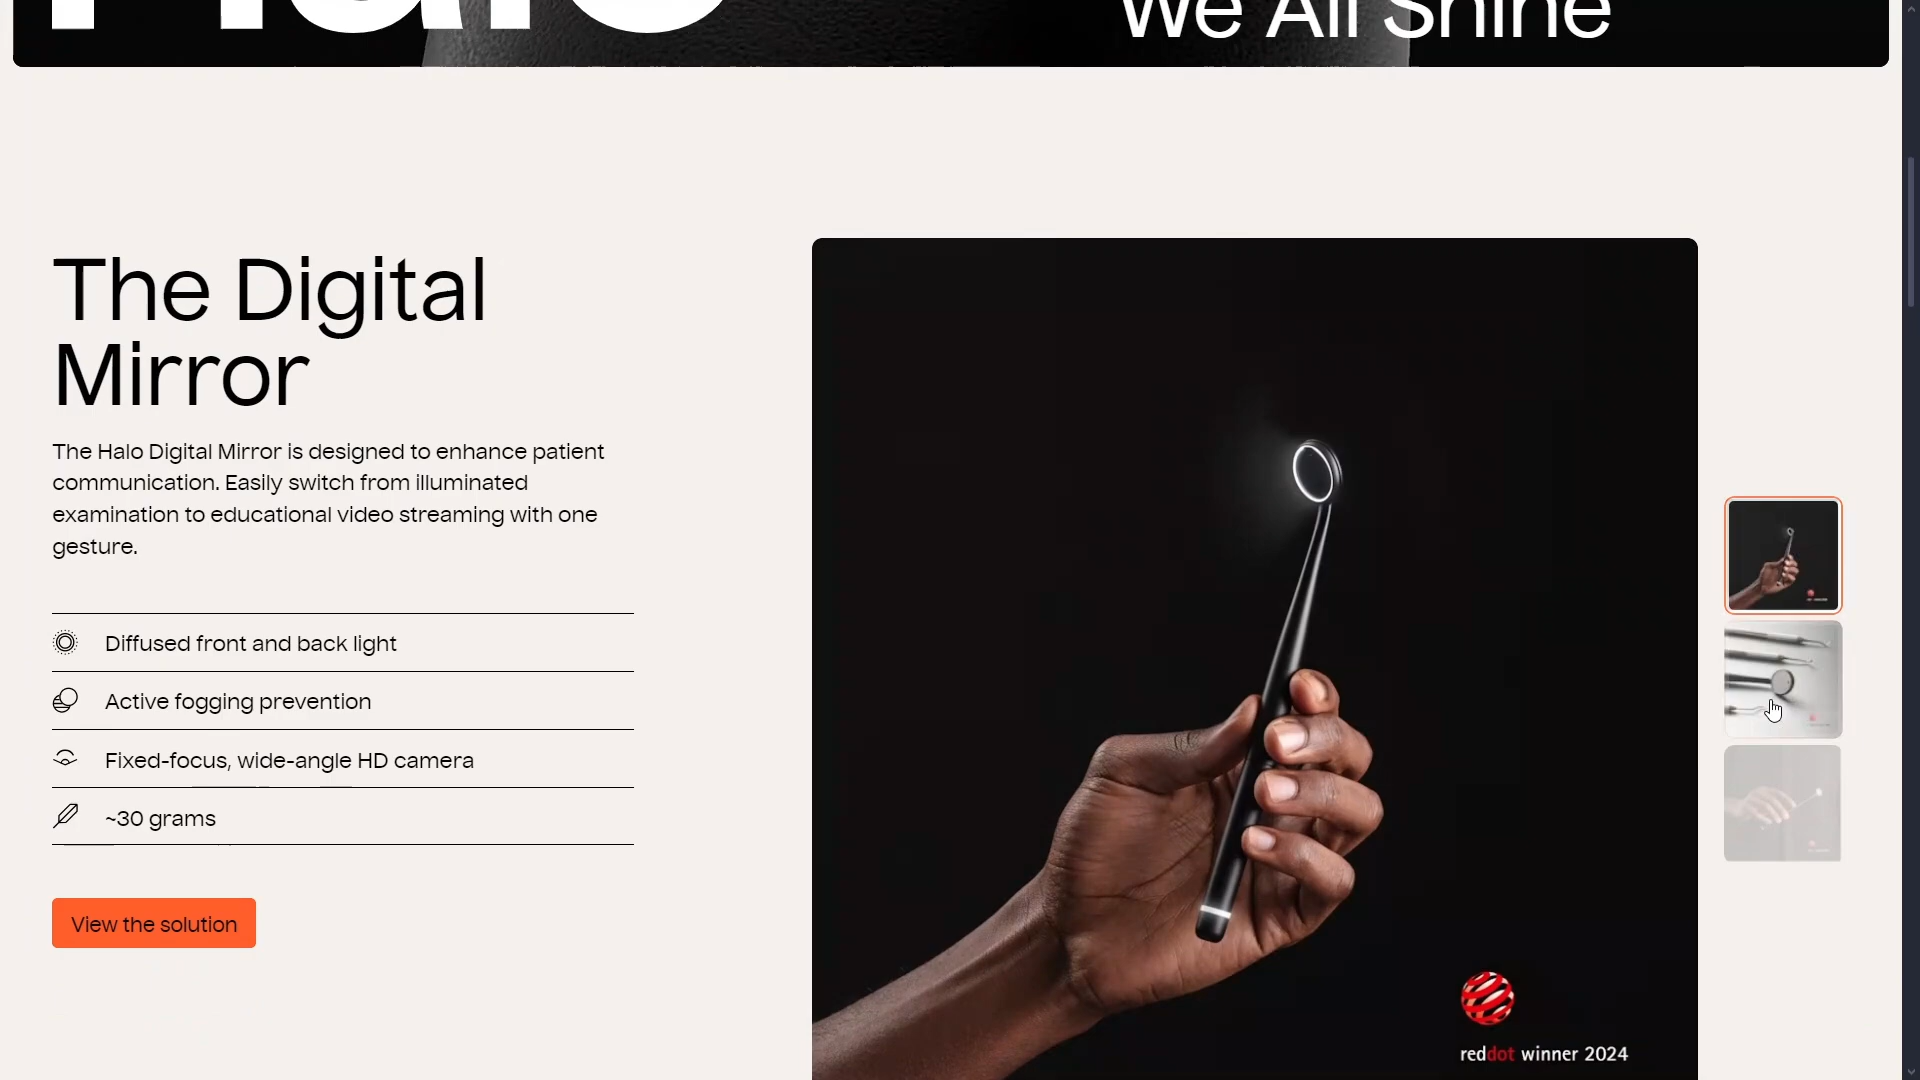 Halo
We All Shine
The Digital
Mirror
The Halo Digital Mirror is designed to enhance patient
communication. Easily switch from illuminated
examination to educational video streaming with one
gesture.
Diffused front and back light
Active fogging prevention
Fixed-focus, wide-angle HD camera
~30 grams
View the solution
reddot winner 2024